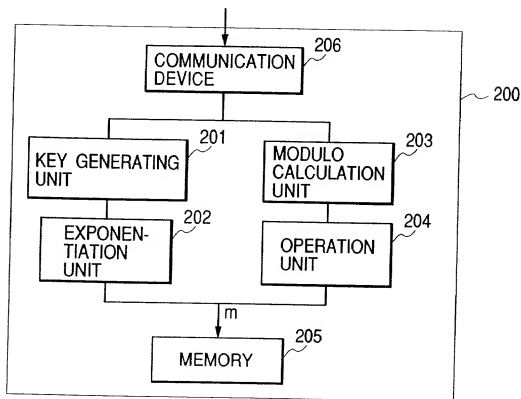 COMMUNICATION
DEVICE
206
200
201
KEY GENERATING
UNIT
203
MODULO
CALCULATION
UNIT
202
EXPONEN-
TIATION
UNIT
204
OPERATION
UNIT
m
205
MEMORY